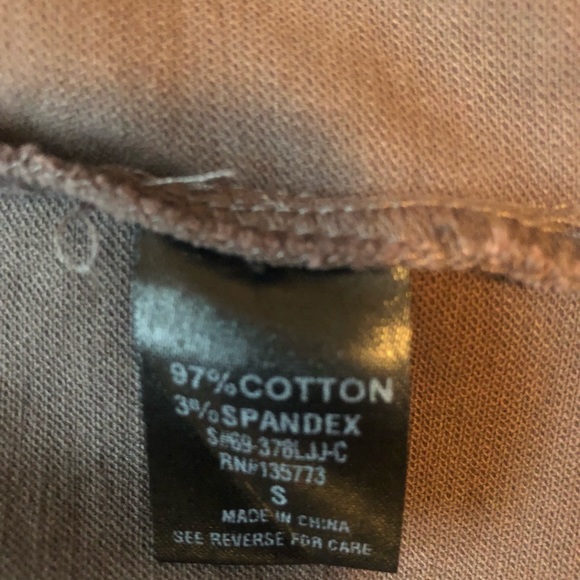 97%COTTON
3%SPANDEX
S#69-378LJJ-C
RN#135773
S
MADE IN CHINA
SEE REVERSE FOR CARE